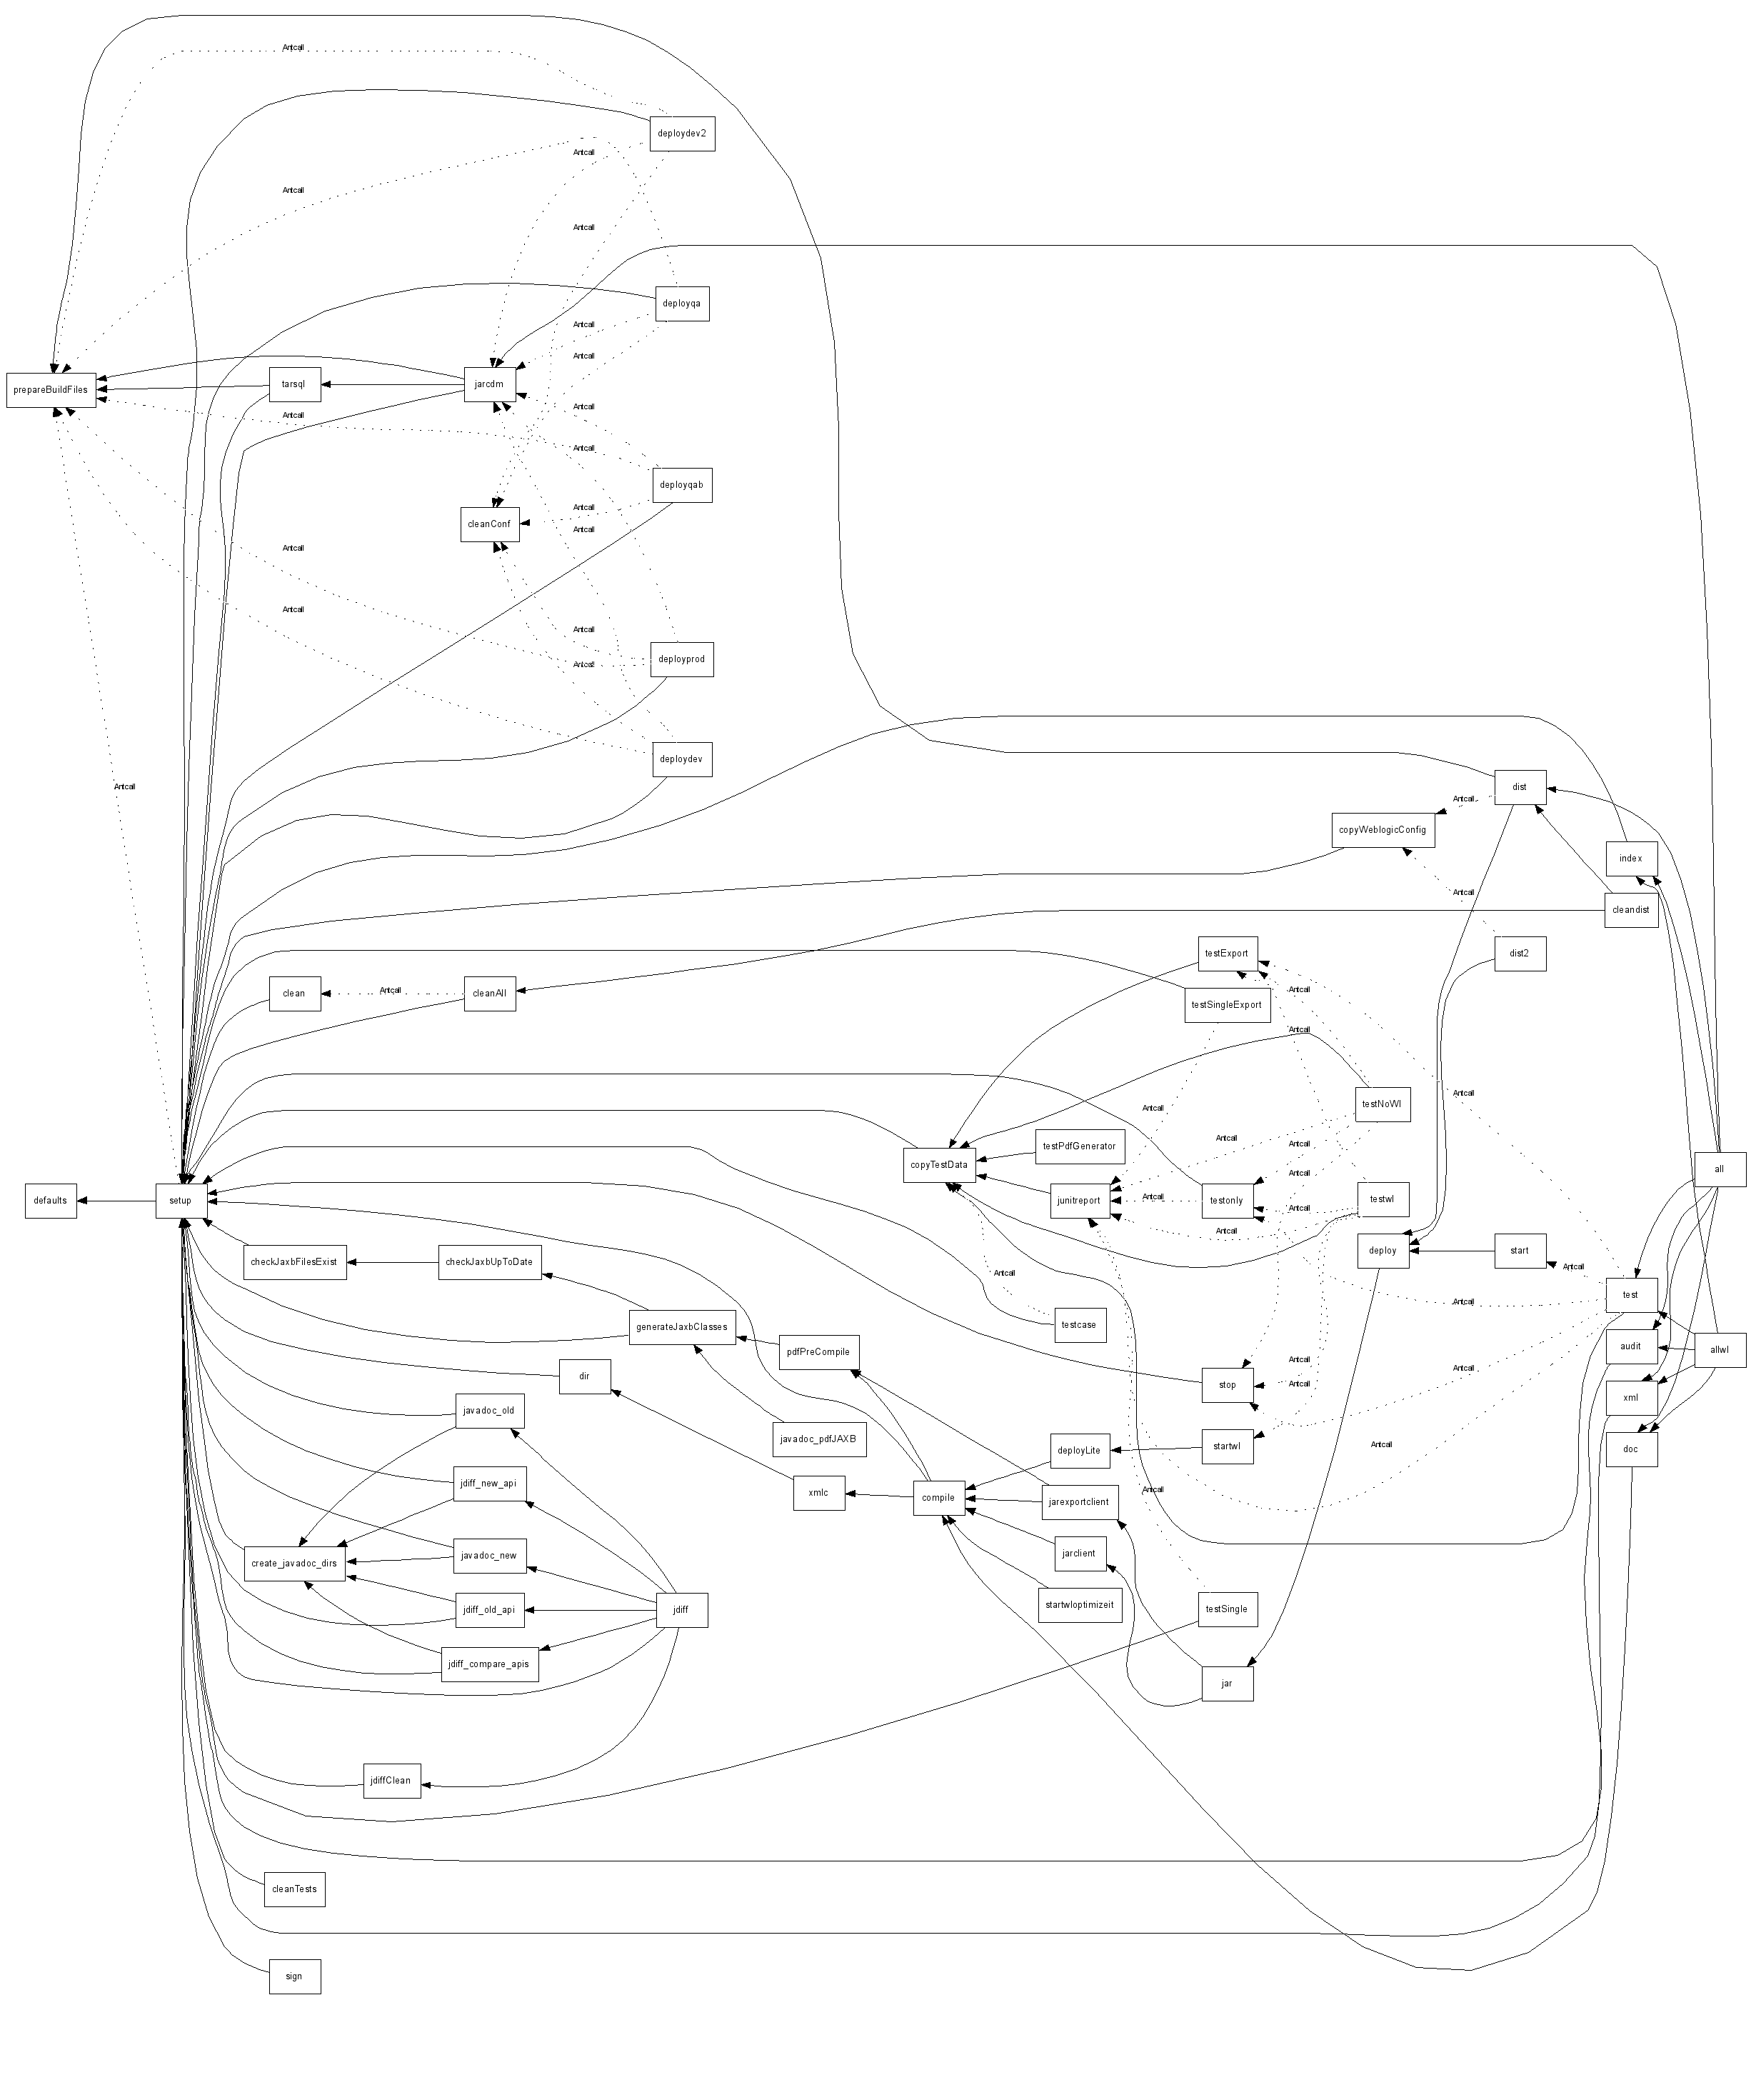 Antcall
deploydev2
Antcall
Antcall
Antcall
deployqa
Antcall
Antcall
prepareBuildFiles
tarsql
jarcdm
Antcall
Antcall
Antcall
deployqab
Antcall
cleanConf
Antcall
Antcall
Antcall
Antcall
deployprod
Antcall
deploydev
Antcall
dist
Antcall
copyWeblogicConfig
index
Antcall
cleandist
testExport
dist2
clean
Antcall
cleanAll
Antcall
testSingleExport
Antcall
Antcall
testNoWl
Antcall
Antcall
Antcall
testPdfGenerator
copyTestData
all
Antcall
defaults
setup
junitreport
Antcall
testonly
testwl
Antcall
deploy
start
checkJaxbFilesExist
checkJaxbUpToDate
Antcall
Antcall
test
Antcall
generateJaxbClasses
testcase
pdfPreCompile
audit
allwl
Antcall
Antcall
dir
stop
Antcall
xml
javadoc_old
javadoc_pdfJAXB
deployLite
startwl
Antcall
doc
jdiff_new_api
xmlc
compile
Antcall
jarexportclient
javadoc_new
create_javadoc_dirs
jarclient
jdiff_old_api
jdiff
startwloptimizeit
testSingle
jdiff_compare_apis
jar
jdiffClean
cleanTests
sign